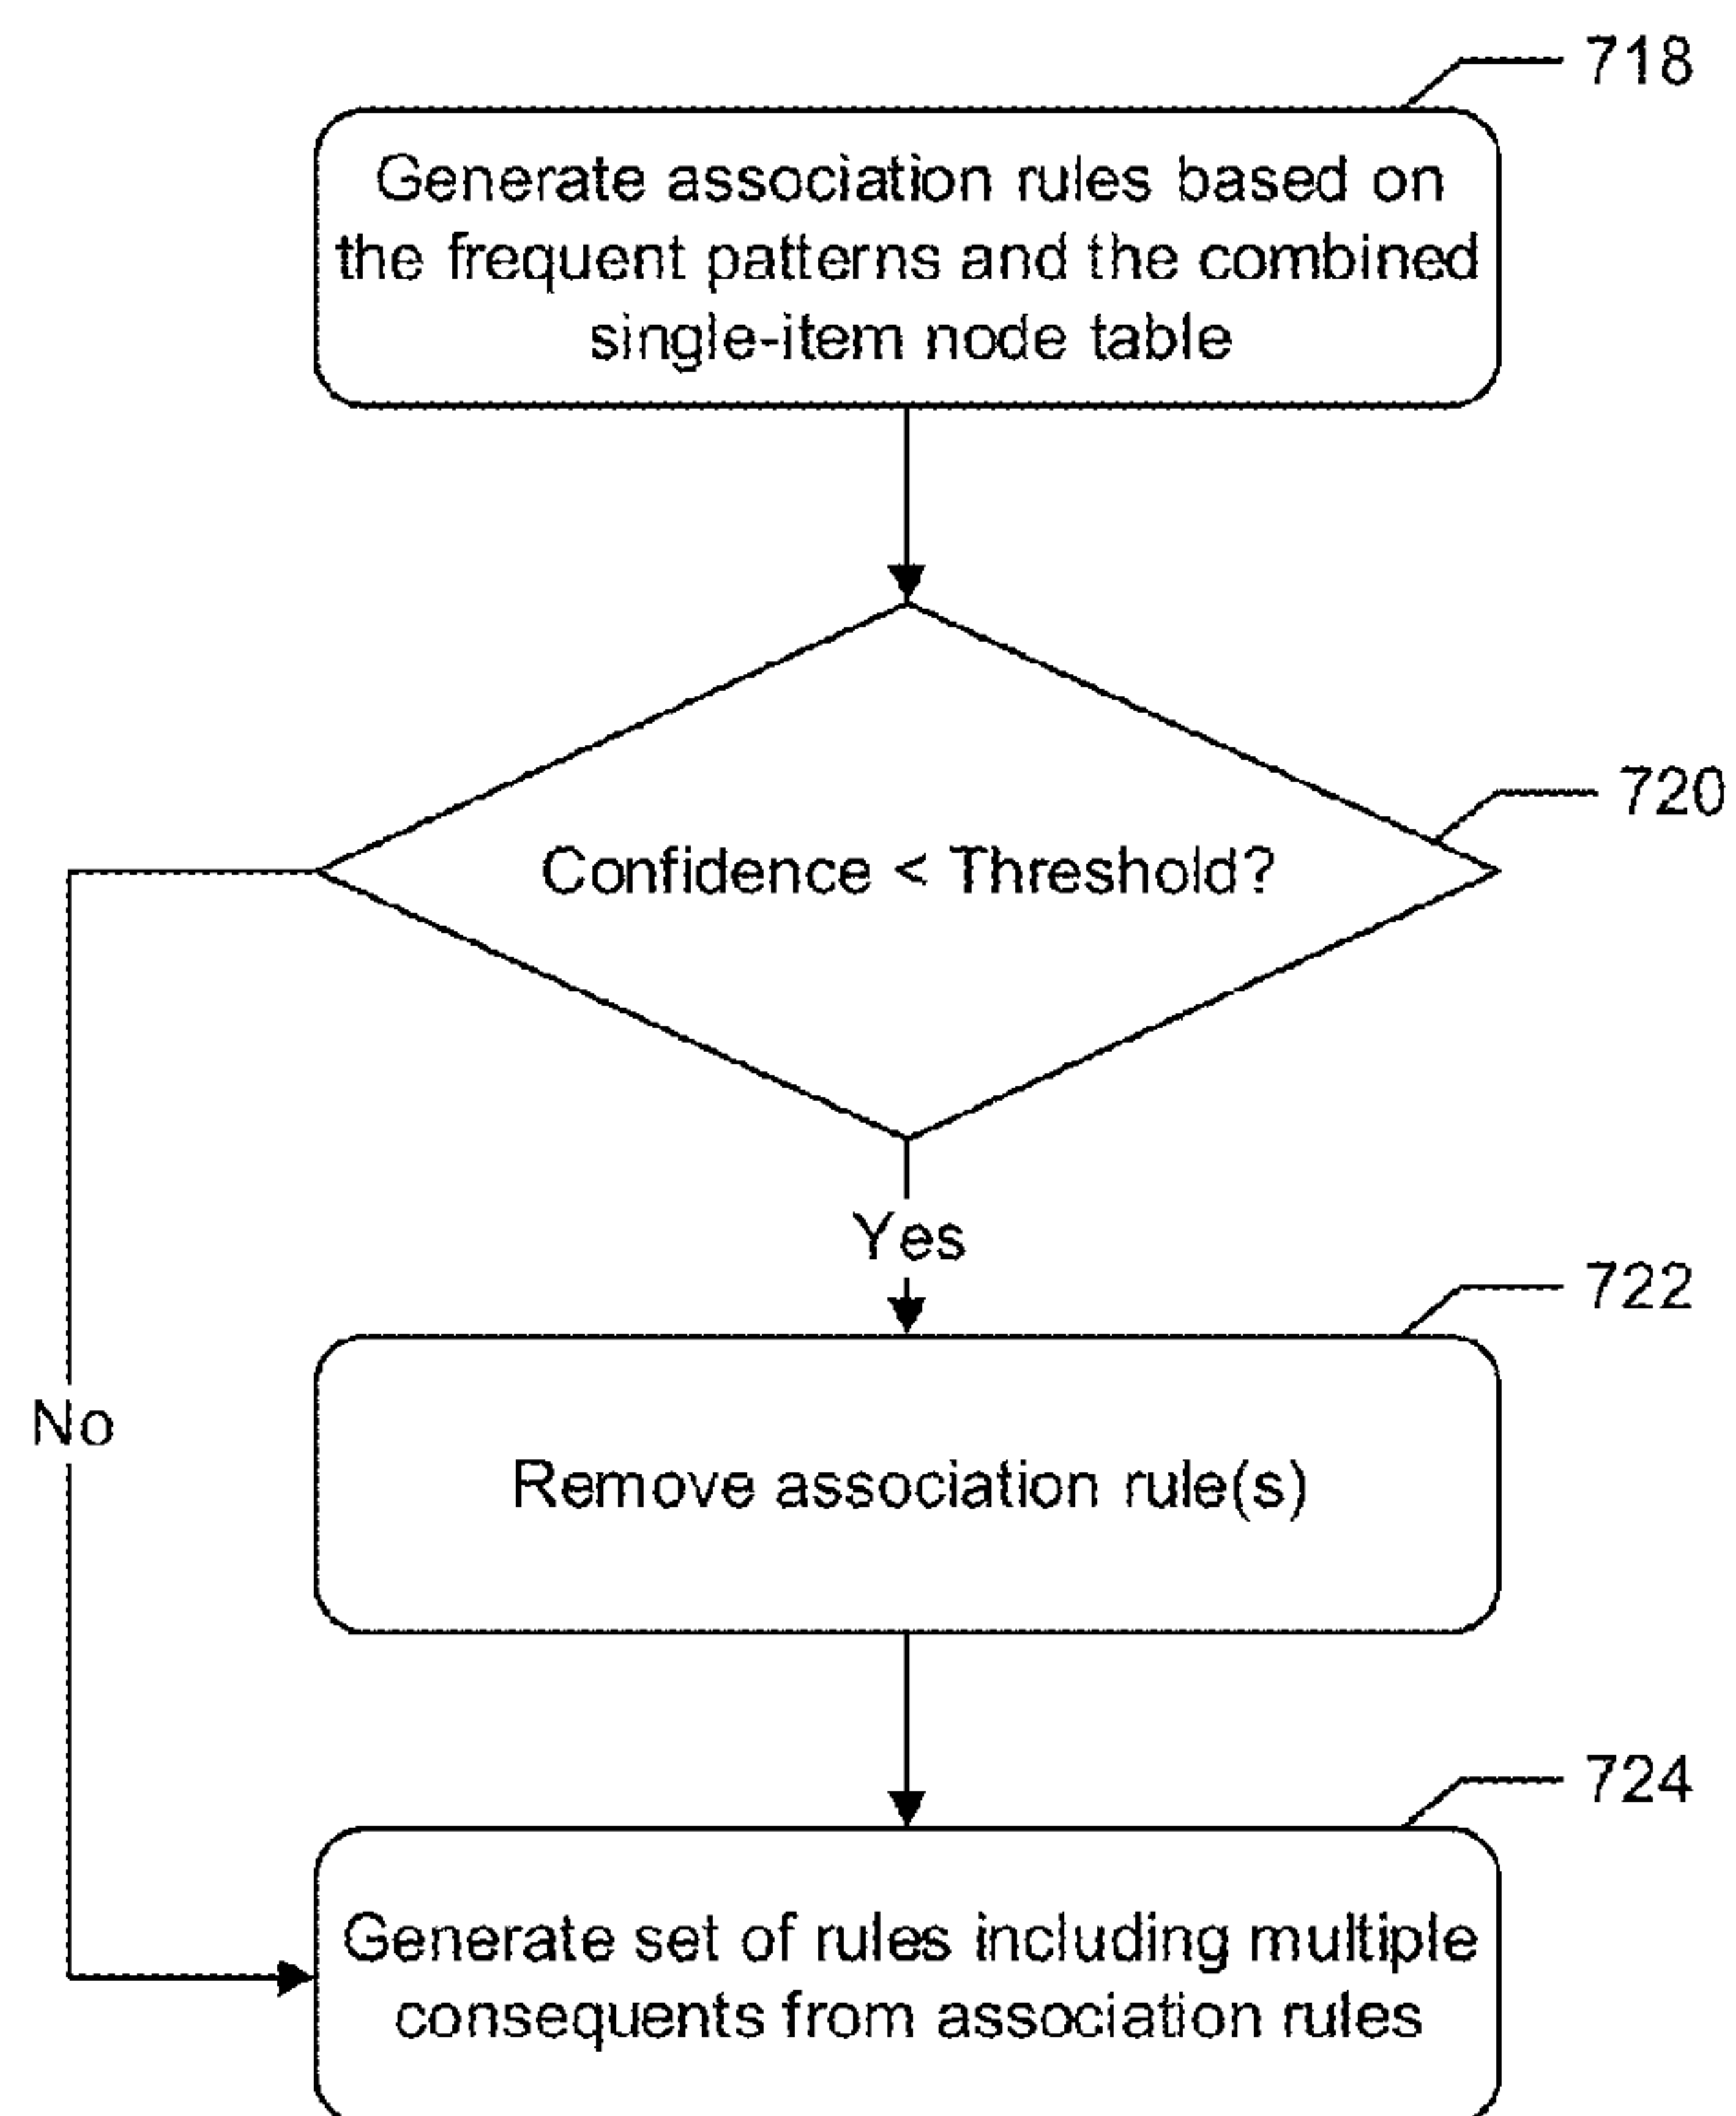 718
Generate association rules based on
the frequent patterns and the combined
single-item node table
720
Confidence < Threshold?
Yes
722
No
Remove association rule(s)
724
Generate set of rules including multiple
consequents from association rules